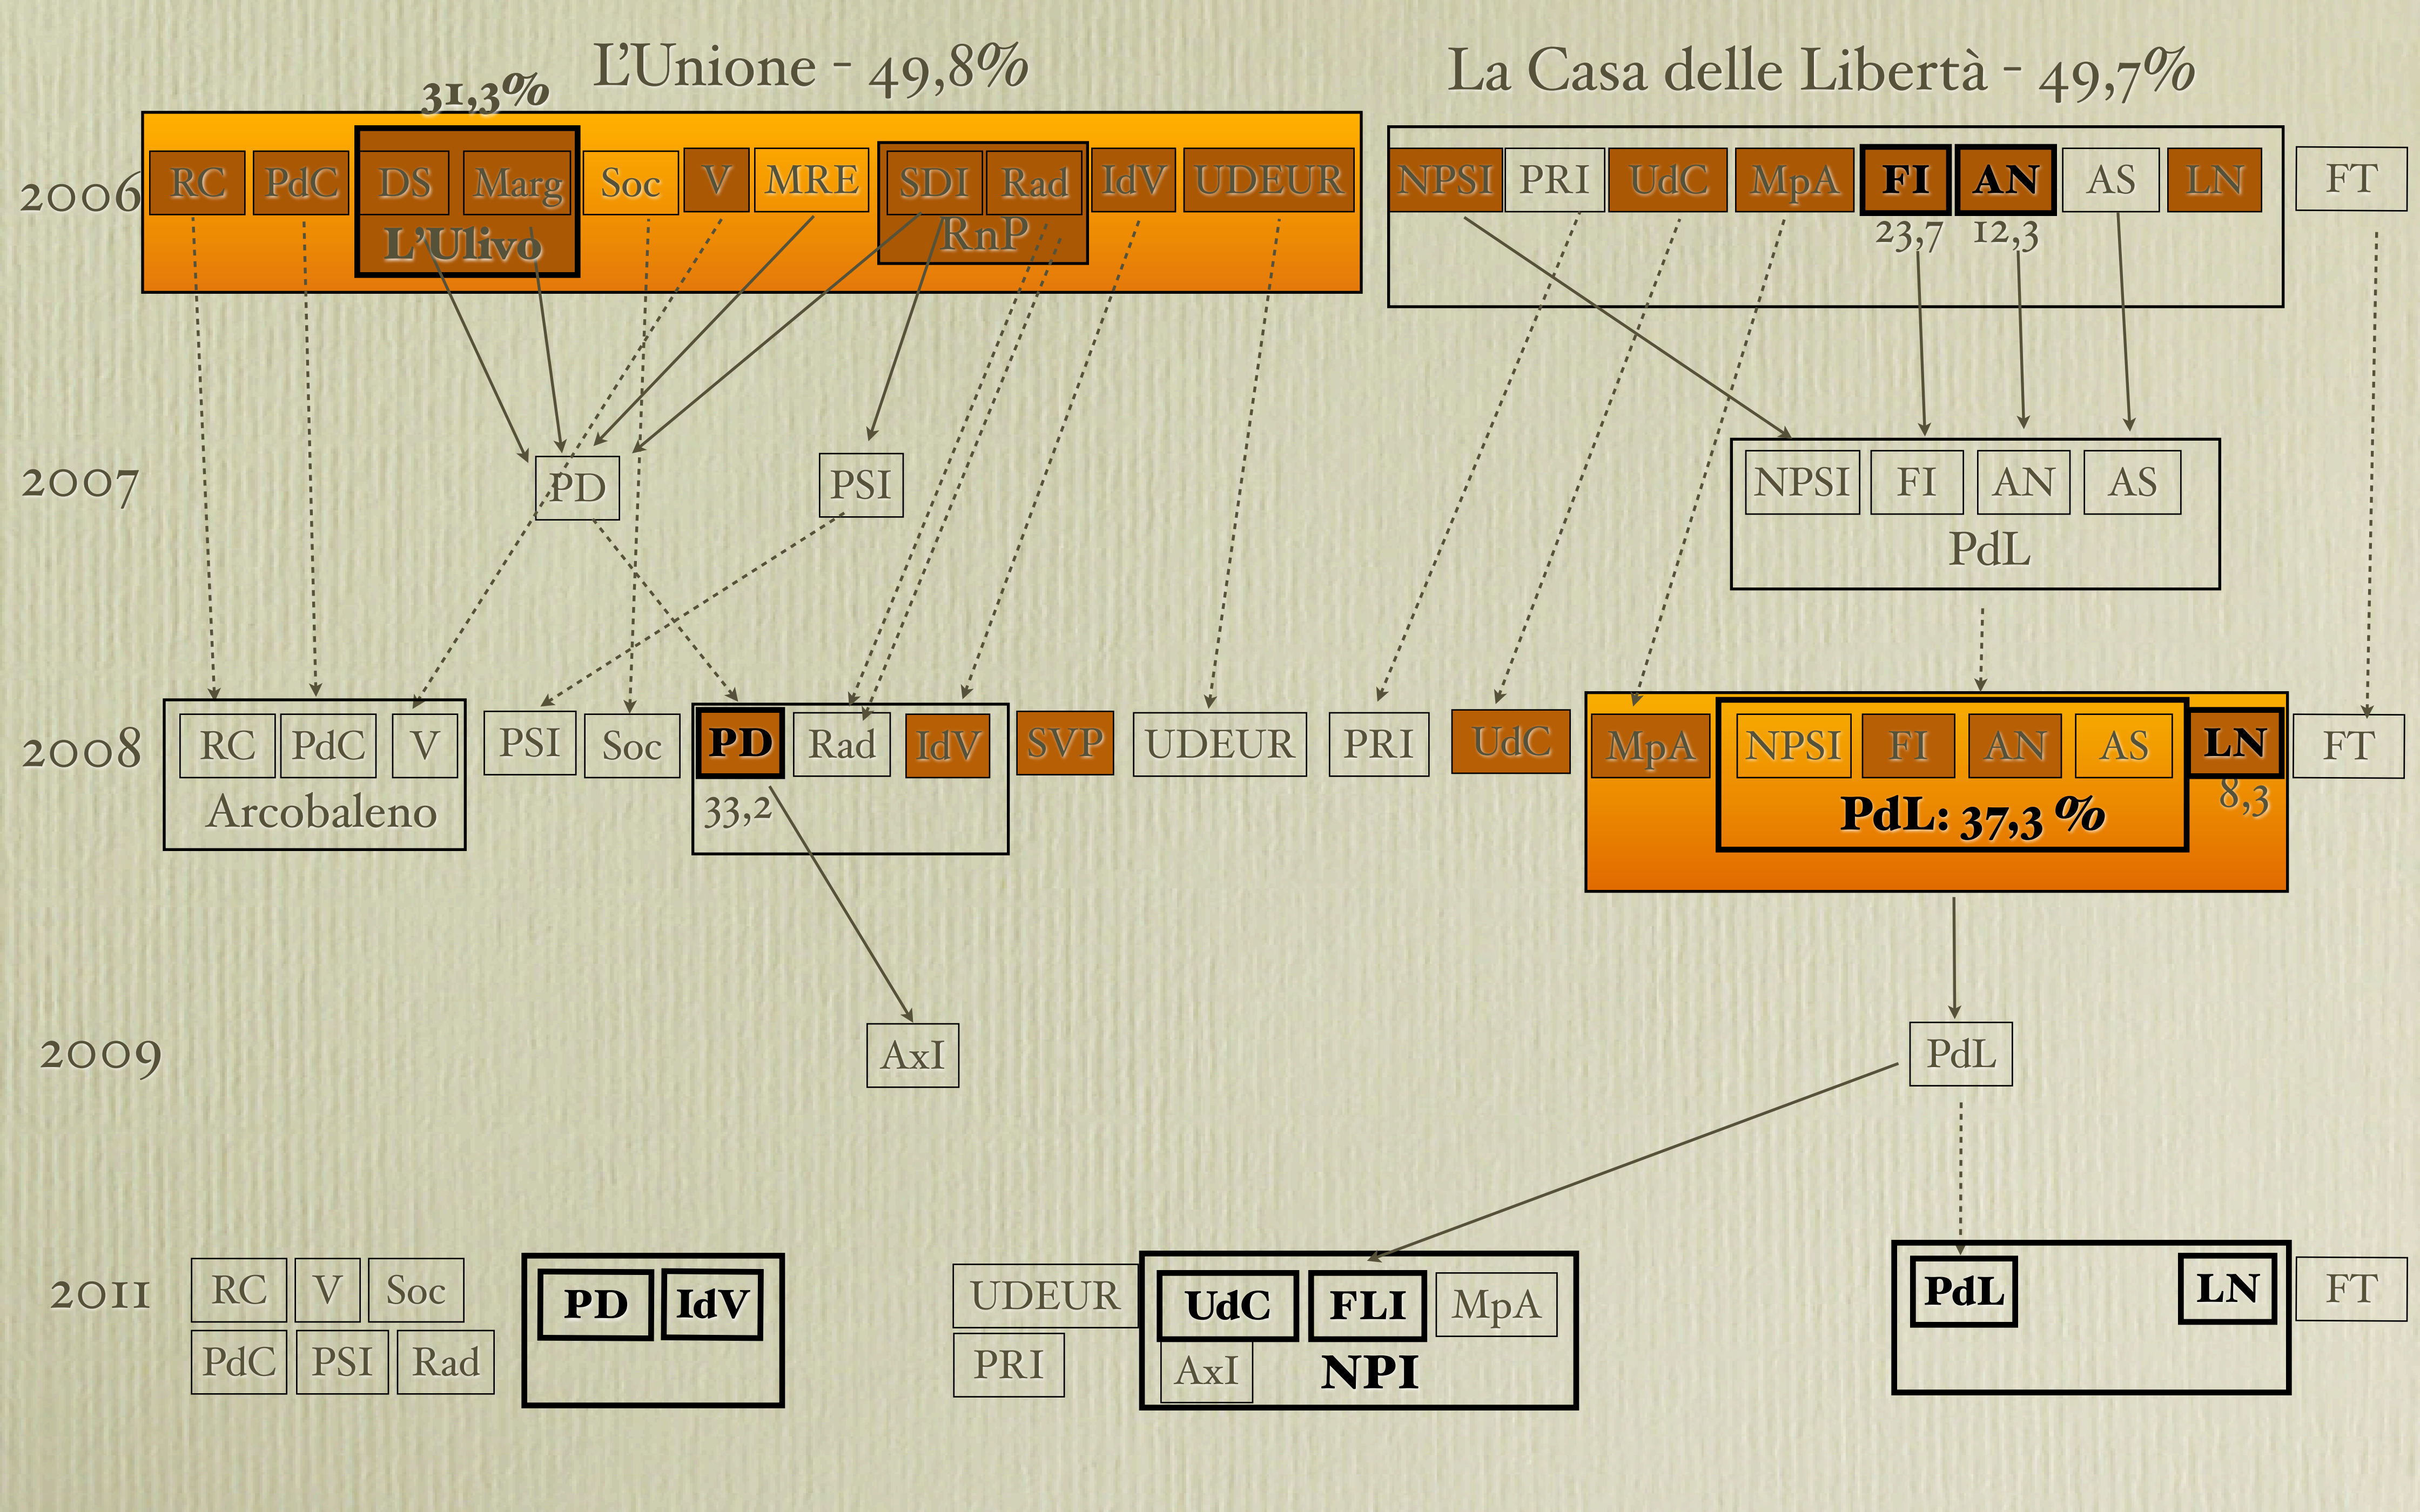 L'Unione - 49,8%
La Casa delle Libertà - 49,7%
31,3%
2006 RC PdC DS Marg Soc V MRE SDI Rad IdV UDEUR NPSI PRI UdC MpA FI AN AS LN FT
L'Ulivo RnP 23,7 12,3
2007 PD PSI NPSI FI AN AS
PdL
2008 RC PdC V PSI Soc PD Rad IdV SVP UDEUR PRI UdC MpA NPSI FI AN AS LN FT
Arcobaleno 33,2 PdL: 37,3 % 8,3
2009 AxI PdL
2011 RC V Soc PD IdV UDEUR UdC FLI MpA PdL LN FT
PdC PSI Rad PRI AxI NPI